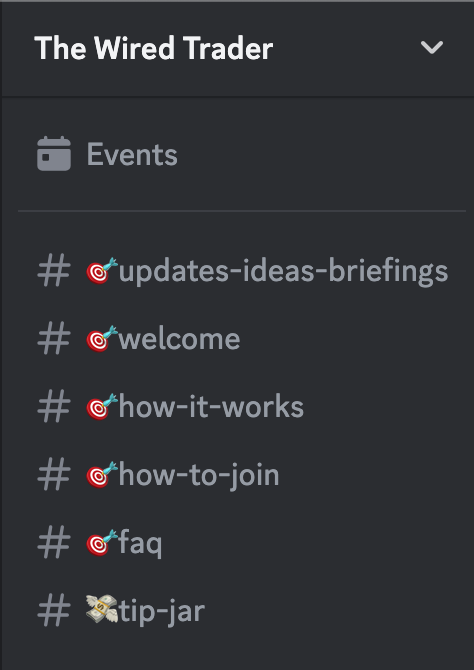 The Wired Trader
Events
# 🎯updates-ideas-briefings
# 🎯welcome
# 🎯how-it-works
# 🎯how-to-join
# 🎯faq
# 💸tip-jar